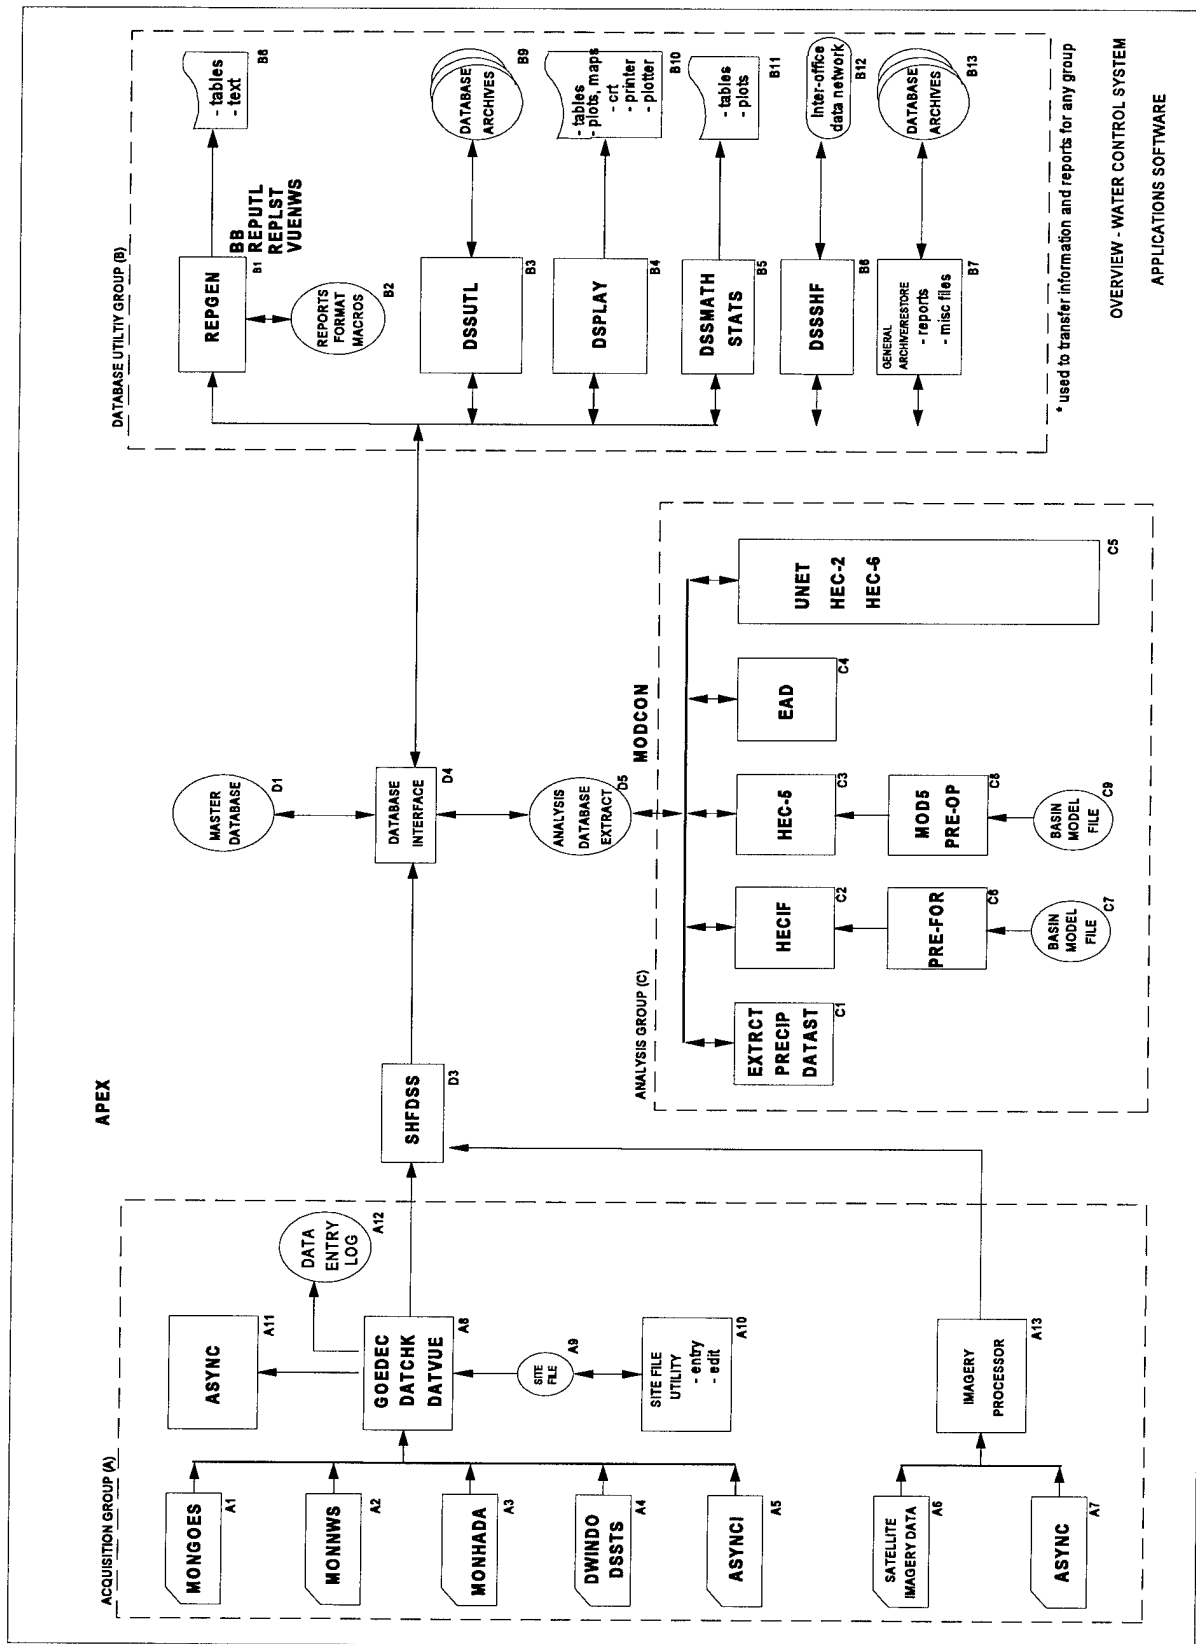 APEX
ACQUISITION GROUP (A)
MONGOES
A1
MONNWS
A2
MONHADA
A3
DWINDO
DSSTS
A4
ASYNCI
A5
SATELLITE
IMAGERY DATA
A6
ASYNC
A7
ASYNC
A11
DATA
ENTRY
LOG
A12
GOEDEC
DATCHK
DATVUE
A8
SITE
FILE
A9
SITE FILE
UTILITY
- entry
- edit
A10
IMAGERY
PROCESSOR
A13
SHFDSS
D3
MASTER
DATABASE
D1
DATABASE
INTERFACE
D4
ANALYSIS
DATABASE
EXTRACT
D5
MODCON
ANALYSIS GROUP (C)
EXTRCT
PRECIP
DATAST
C1
HECIF
C2
HEC-5
C3
EAD
C4
UNET
HEC-2
HEC-6
C5
PRE-FOR
C6
BASIN
MODEL
FILE
C7
MOD5
PRE-OP
C8
BASIN
MODEL
FILE
C9
DATABASE UTILTIY GROUP (B)
REPGEN
B1
BB
REPUTL
REPLST
VUENWS
- tables
- text
B8
REPORTS
FORMAT
MACROS
B2
DSSUTL
B3
DATABASE
ARCHIVES
B9
DSPLAY
B4
- tables
- plots, maps
- crt
- printer
- plotter
B10
DSSMATH
STATS
B5
- tables
- plots
B11
DSSSHF
B6
Inter-office
data network
B12
GENERAL
ARCHIVE/RESTORE
- reports
- misc files
B7
DATABASE
ARCHIVES
B13
* used to transfer information and reports for any group
OVERVIEW - WATER CONTROL SYSTEM
APPLICATIONS SOFTWARE